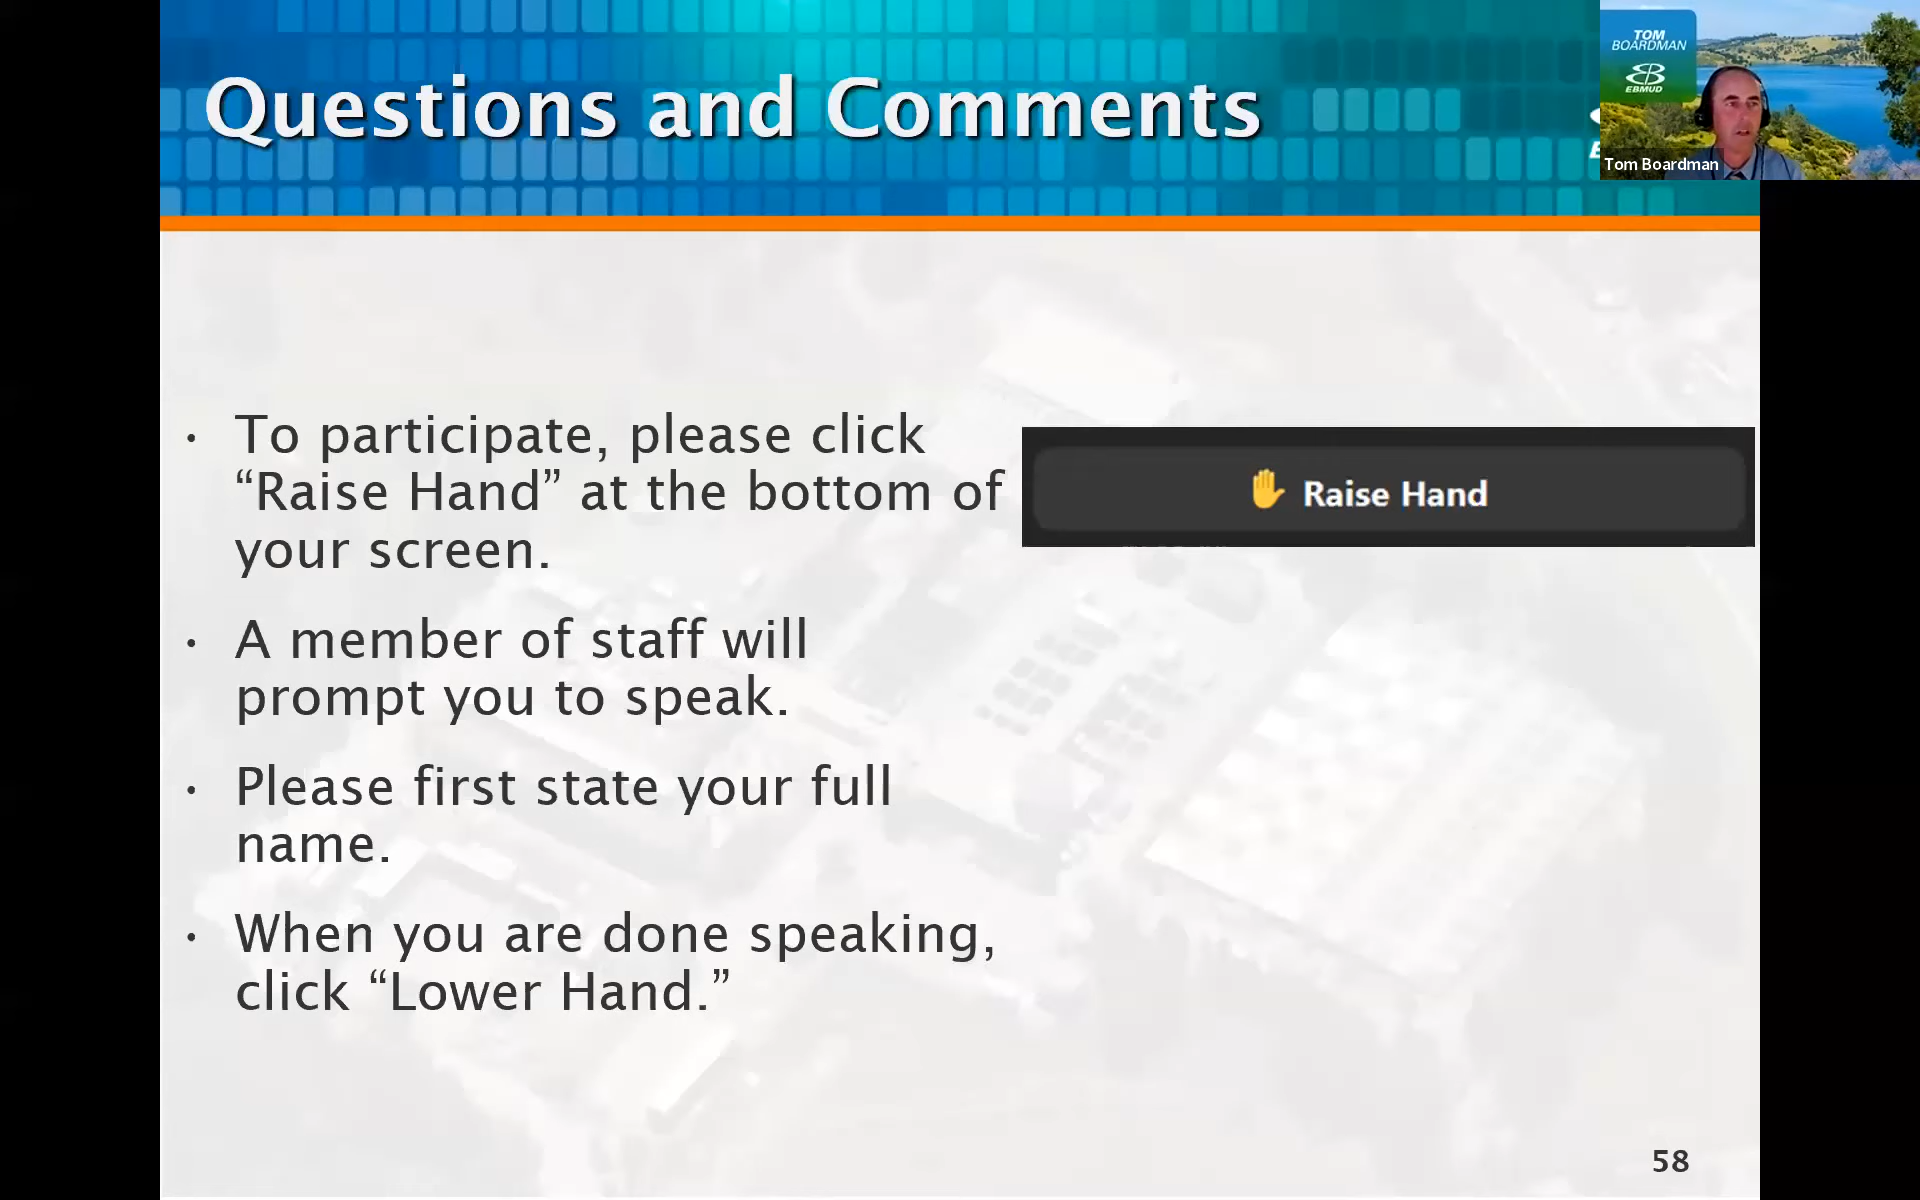 Questions and Comments
TOM
BOARDMAN
EBMUD
Tom Boardman
• To participate, please click
“Raise Hand” at the bottom of
your screen.
✋ Raise Hand
• A member of staff will
prompt you to speak.
• Please first state your full
name.
• When you are done speaking,
click “Lower Hand.”
58